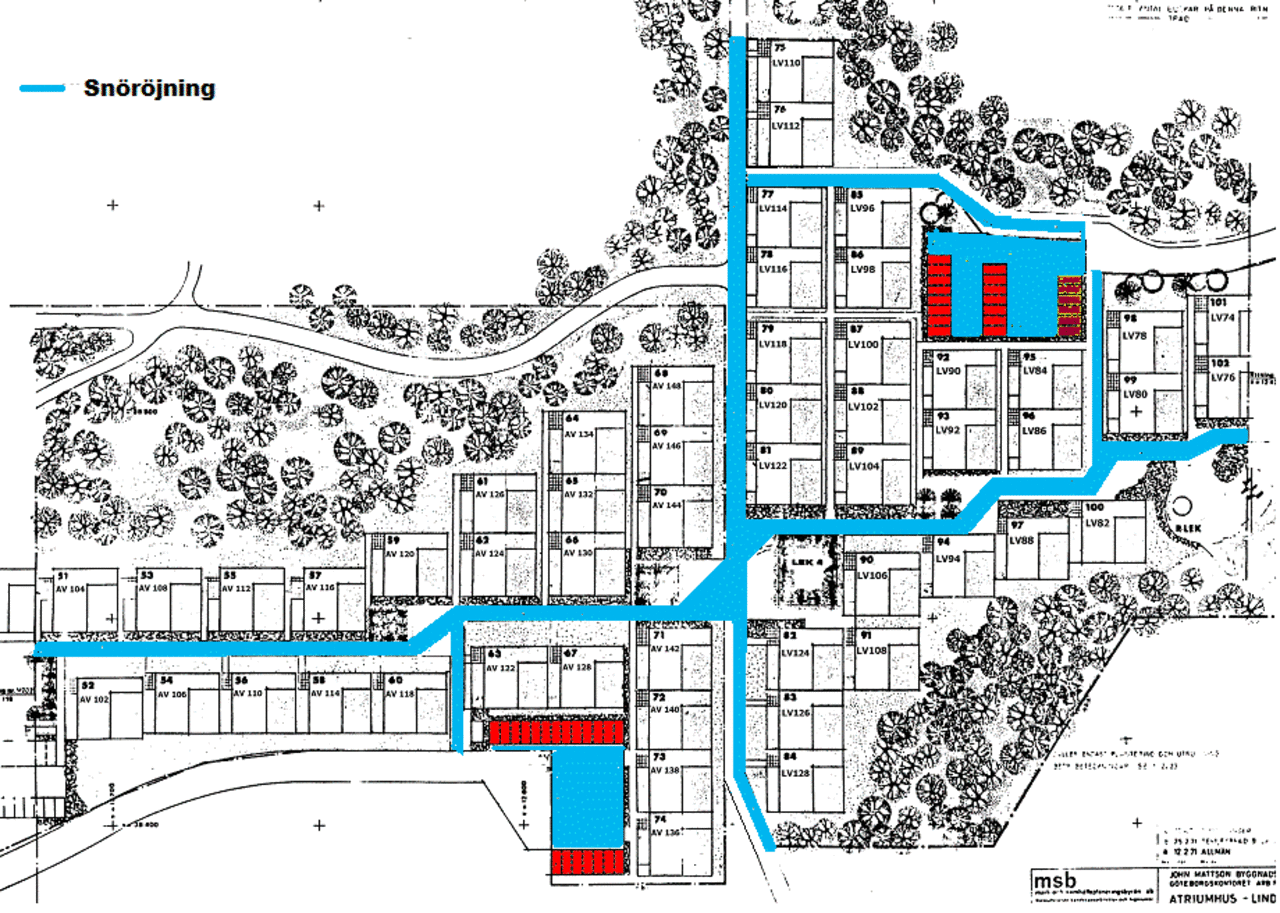 Snöröjning
75
LV110
76
LV112
77
LV114
85
LV96
78
LV116
86
LV98
79
LV118
87
LV100
80
LV120
88
LV102
81
LV122
89
LV104
92
LV90
95
LV84
93
LV92
96
LV86
98
LV78
99
LV80
101
LV74
102
LV76
68
AV 148
69
AV 146
70
AV 144
64
AV 134
65
AV 132
66
AV 130
61
AV 126
62
AV 124
59
AV 120
51
AV 104
53
AV 108
55
AV 112
57
AV 116
52
AV 102
54
AV 106
56
AV 110
58
AV 114
60
AV 118
63
AV 122
67
AV 128
71
AV 142
72
AV 140
73
AV 138
74
AV 136
LEK 4
90
LV106
94
LV94
97
LV88
100
LV82
82
LV124
91
LV108
83
LV126
84
LV128
msb
JOHN MATTSON BYGGNADS
ATRIUMHUS - LIND